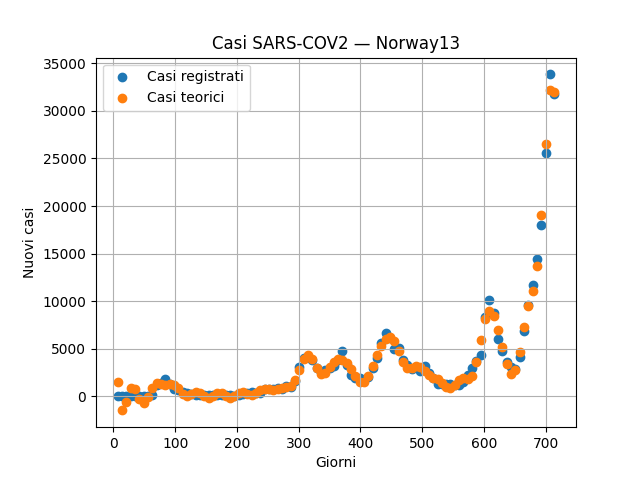 Casi SARS-COV2 — Norway13
Casi registrati
Casi teorici
35000
30000
25000
20000
15000
10000
5000
0
Nuovi casi
0 100 200 300 400 500 600 700
Giorni